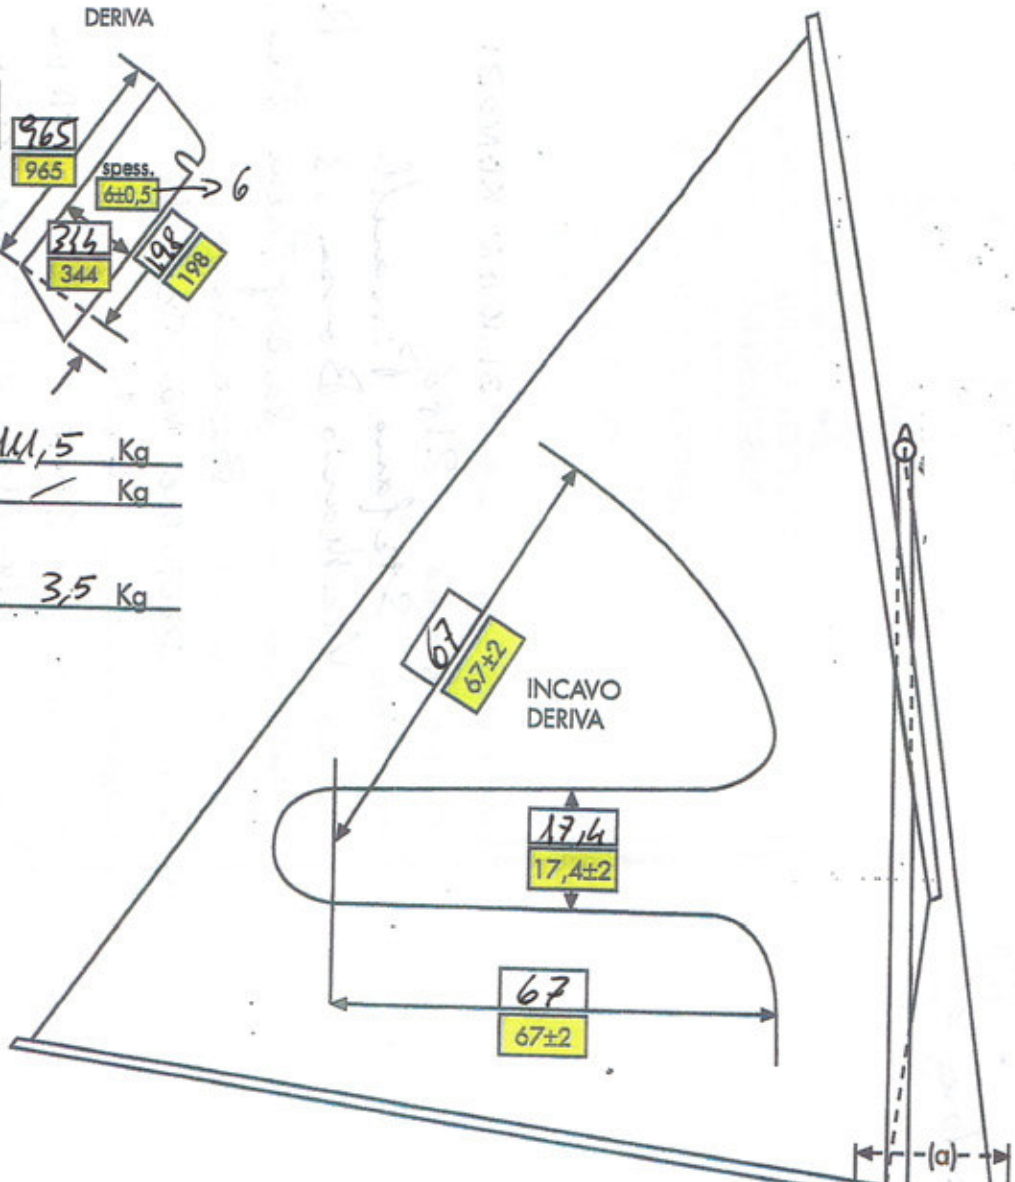 DERIVA
965
965
spess.
6±0,5 → 6
344
344
198
198
111,5 Kg
/ Kg
3,5 Kg
67
67±2
INCAVO
DERIVA
17,4
17,4±2
67
67±2
(a)